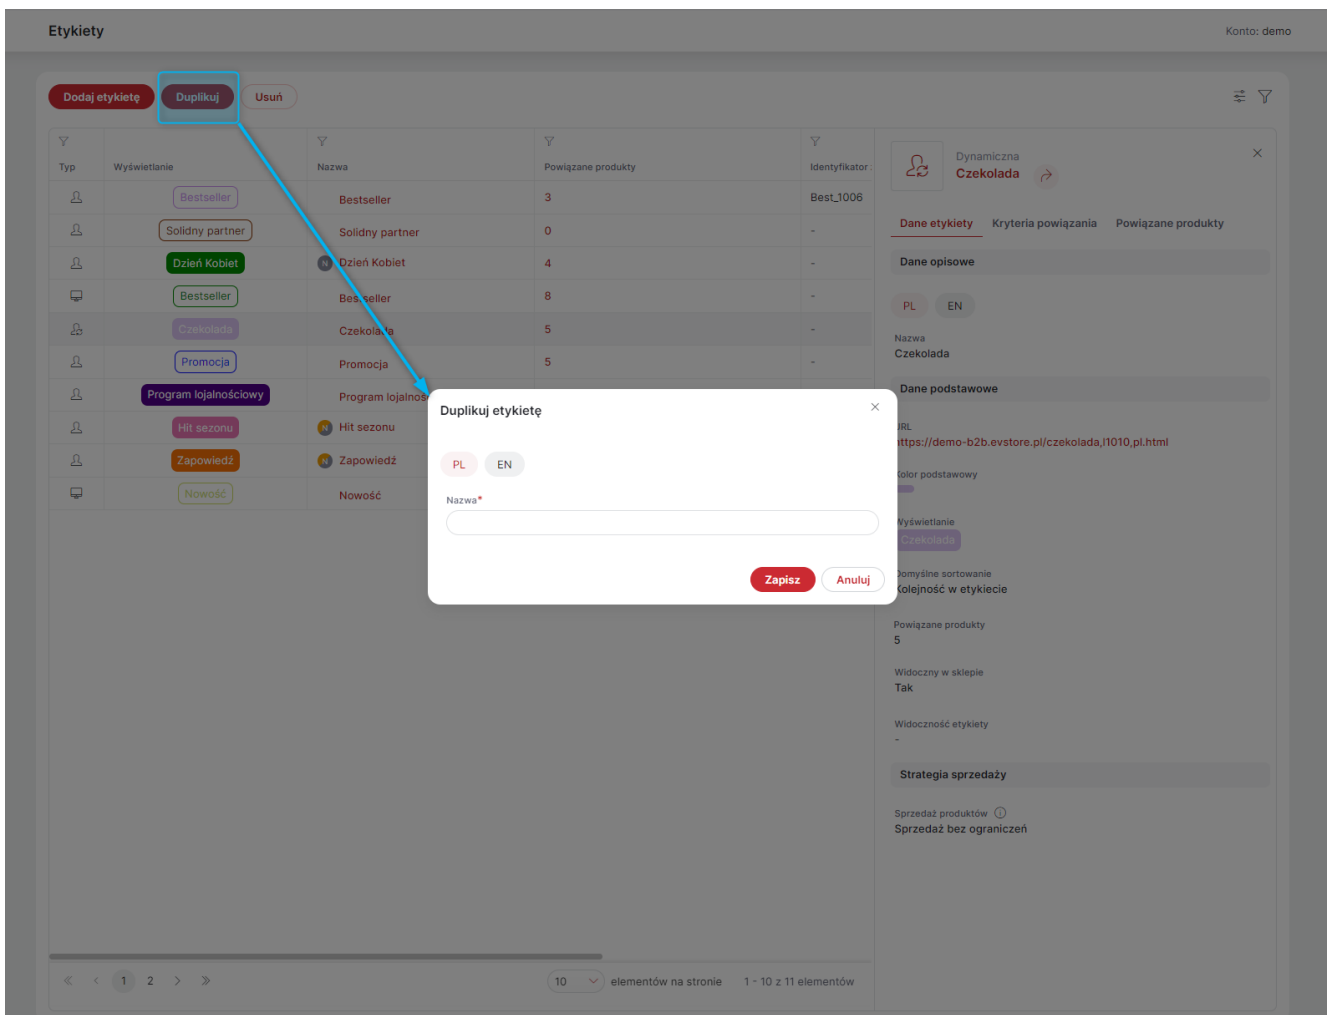 Etykiety
Konto: demo
Dodaj etykietę Duplikuj Usuń
Typ Wyświetlanie Nazwa Powiązane produkty Identyfikator
Bestseller Bestseller 3 Best_1006
Solidny partner Solidny partner 0 -
Dzień Kobiet N Dzień Kobiet 4 -
Bestseller Bestseller 8 -
Czekolada Czekolada 5 -
Promocja Promocja 5 -
Program lojalnościowy Program lojalnoś
Hit sezonu N Hit sezonu
Zapowiedź N Zapowiedź
Nowość Nowość
Duplikuj etykietę
PL EN
Nazwa*
Zapisz Anuluj
Dynamiczna
Czekolada
Dane etykiety Kryteria powiązania Powiązane produkty
Dane opisowe
PL EN
Nazwa
Czekolada
Dane podstawowe
URL
https://demo-b2b.evstore.pl/czekolada,l1010,pl.html
Kolor podstawowy
Wyświetlanie
Czekolada
Domyślne sortowanie
Kolejność w etykiecie
Powiązane produkty
5
Widoczny w sklepie
Tak
Widoczność etykiety
-
Strategia sprzedaży
Sprzedaż produktów i
Sprzedaż bez ograniczeń
1 2 10 elementów na stronie 1 - 10 z 11 elementów